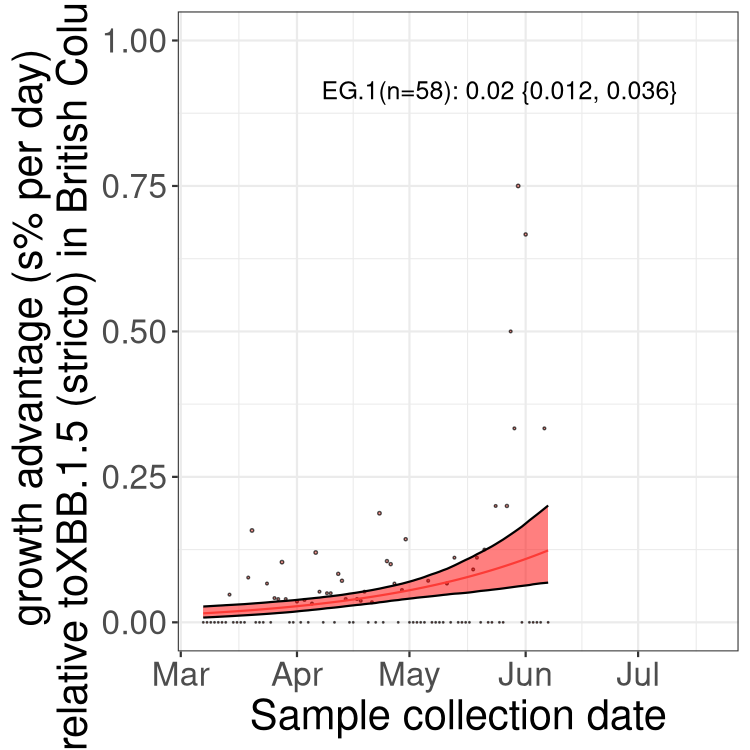 growth advantage (s% per day)
relative toXBB.1.5 (stricto) in British Colu
1.00
0.75
0.50
0.25
0.00
EG.1(n=58): 0.02 {0.012, 0.036}
Mar Apr May Jun Jul
Sample collection date